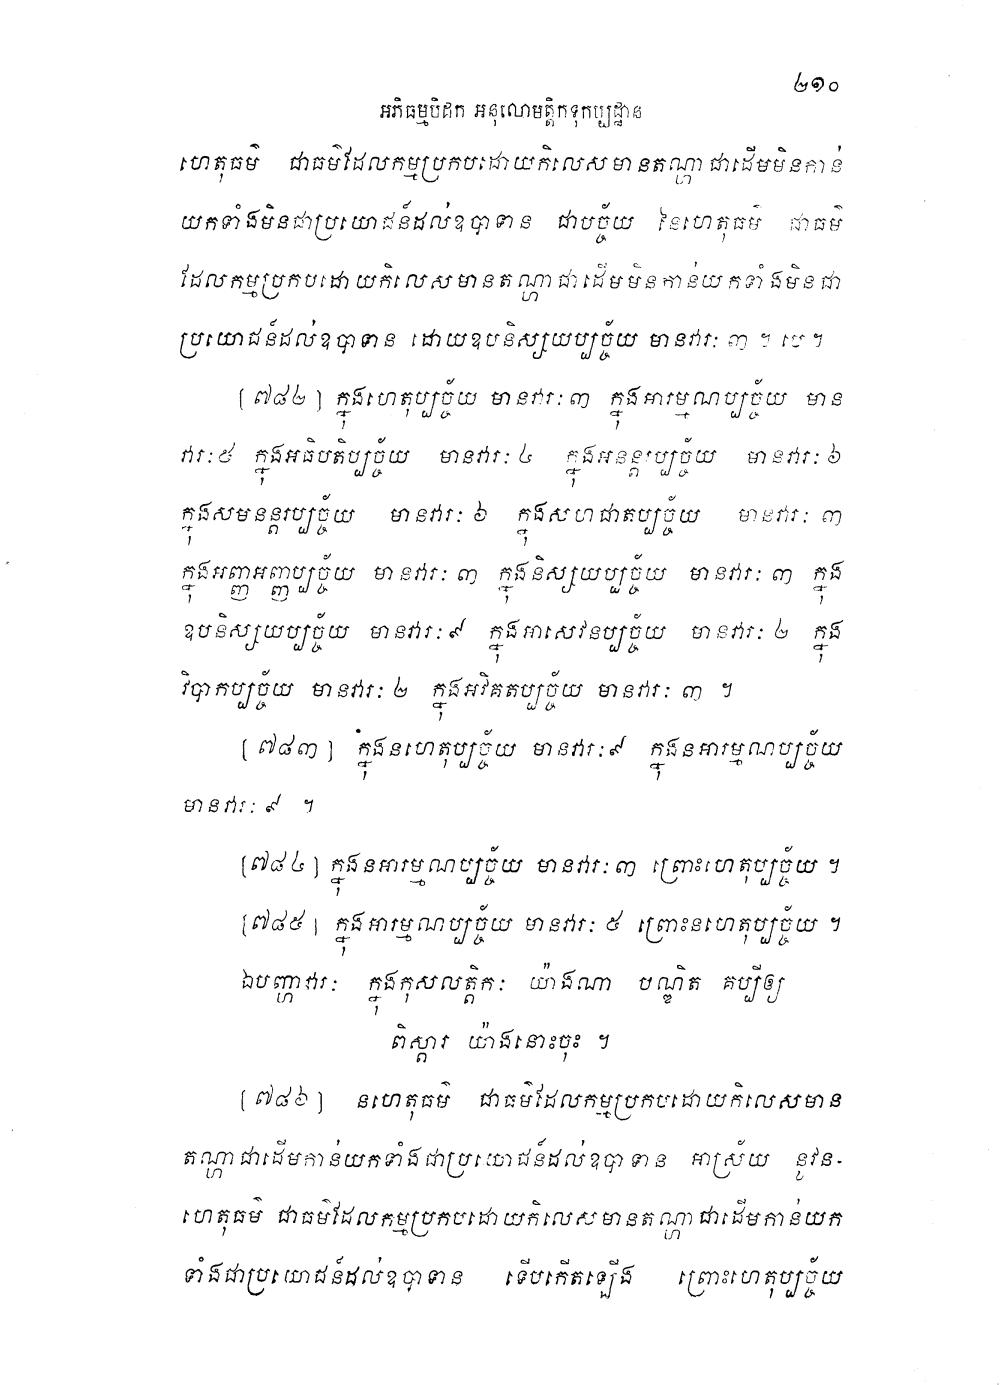 ២១០
អភិធម្មបិដក អនុលោមត្តិកទុកប្បដ្ឋាន
ហេតុធម៌ ជាធម៌ដែលកម្មប្រកបដោយកិលេសមានតណ្ហាជាដើមមិនកាន់
យកទាំងមិនជាប្រយោជន៍ដល់ឧបាទាន ជាបច្ច័យ នៃហេតុធម៌ ជាធម៌
ដែលកម្មប្រកបដោយកិលេសមានតណ្ហាជាដើមមិនកាន់យកទាំងមិនជា
ប្រយោជន៍ដល់ឧបាទាន ដោយឧបនិស្សយប្បច្ច័យ មានវារៈ ៣ ។ បេ ។
[៧៨២] ក្នុងហេតុប្បច្ច័យ មានវារៈ ៣ ក្នុងអារម្មណប្បច្ច័យ មាន
វារៈ ៥ ក្នុងអធិបតិប្បច្ច័យ មានវារៈ ៤ ក្នុងអនន្តរប្បច្ច័យ មានវារៈ ៦
ក្នុងសមនន្តរប្បច្ច័យ មានវារៈ ៦ ក្នុងសហជាតប្បច្ច័យ មានវារៈ ៣
ក្នុងអញ្ញាអញ្ញប្បច្ច័យ មានវារៈ ៣ ក្នុងនិស្សយប្បច្ច័យ មានវារៈ ៣ ក្នុង
ឧបនិស្សយប្បច្ច័យ មានវារៈ ៩ ក្នុងអាសេវនប្បច្ច័យ មានវារៈ ២ ក្នុង
វិបាកប្បច្ច័យ មានវារៈ ២ ក្នុងអវិគតប្បច្ច័យ មានវារៈ ៣ ។
[៧៨៣] ក្នុងនហេតុប្បច្ច័យ មានវារៈ ៩ ក្នុងនអារម្មណប្បច្ច័យ
មានវារៈ ៩ ។
[៧៨៤] ក្នុងនអារម្មណប្បច្ច័យ មានវារៈ ៣ ព្រោះហេតុប្បច្ច័យ ។
[៧៨៥] ក្នុងអារម្មណប្បច្ច័យ មានវារៈ ៥ ព្រោះនហេតុប្បច្ច័យ ។
ឯបញ្ហាវារៈ ក្នុងកុសលត្តិកៈ យ៉ាងណា បណ្ឌិត គប្បីឲ្យ
ពិស្តារ យ៉ាងនោះចុះ ។
[៧៨៦] នហេតុធម៌ ជាធម៌ដែលកម្មប្រកបដោយកិលេសមាន
តណ្ហាជាដើមកាន់យកទាំងជាប្រយោជន៍ដល់ឧបាទាន អាស្រ័យ នូវន-
ហេតុធម៌ ជាធម៌ដែលកម្មប្រកបដោយកិលេសមានតណ្ហាជាដើមកាន់យក
ទាំងជាប្រយោជន៍ដល់ឧបាទាន ទើបកើតឡើង ព្រោះហេតុប្បច្ច័យ